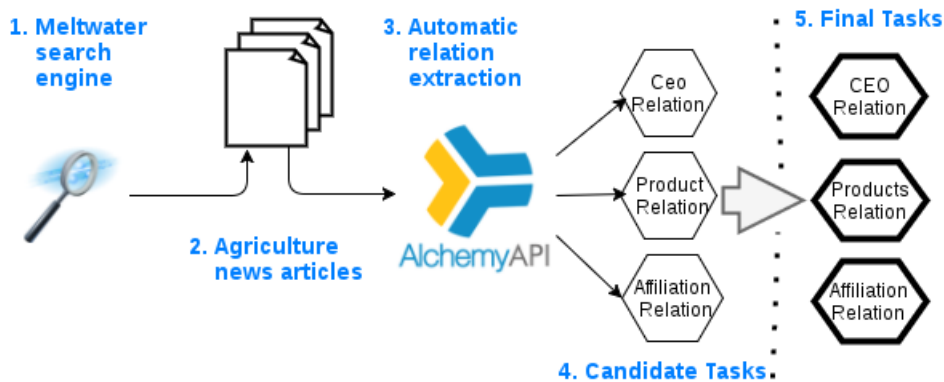 1. Meltwater
search
engine
2. Agriculture
news articles
3. Automatic
relation
extraction
AlchemyAPI
Ceo
Relation
Product
Relation
Affiliation
Relation
4. Candidate Tasks
5. Final Tasks
CEO
Relation
Products
Relation
Affiliation
Relation